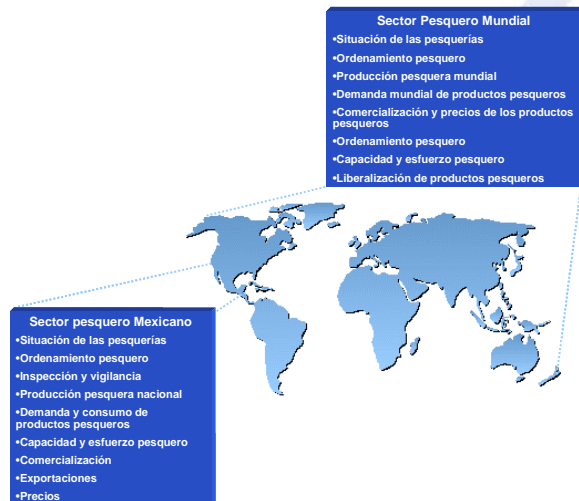 Sector Pesquero Mundial
•Situación de las pesquerías
•Ordenamiento pesquero
•Producción pesquera mundial
•Demanda mundial de productos pesqueros
•Comercialización y precios de los productos
pesqueros
•Ordenamiento pesquero
•Capacidad y esfuerzo pesquero
•Liberalización de productos pesqueros
Sector pesquero Mexicano
•Situación de las pesquerías
•Ordenamiento pesquero
•Inspección y vigilancia
•Producción pesquera nacional
•Demanda y consumo de
productos pesqueros
•Capacidad y esfuerzo pesquero
•Comercialización
•Exportaciones
•Precios